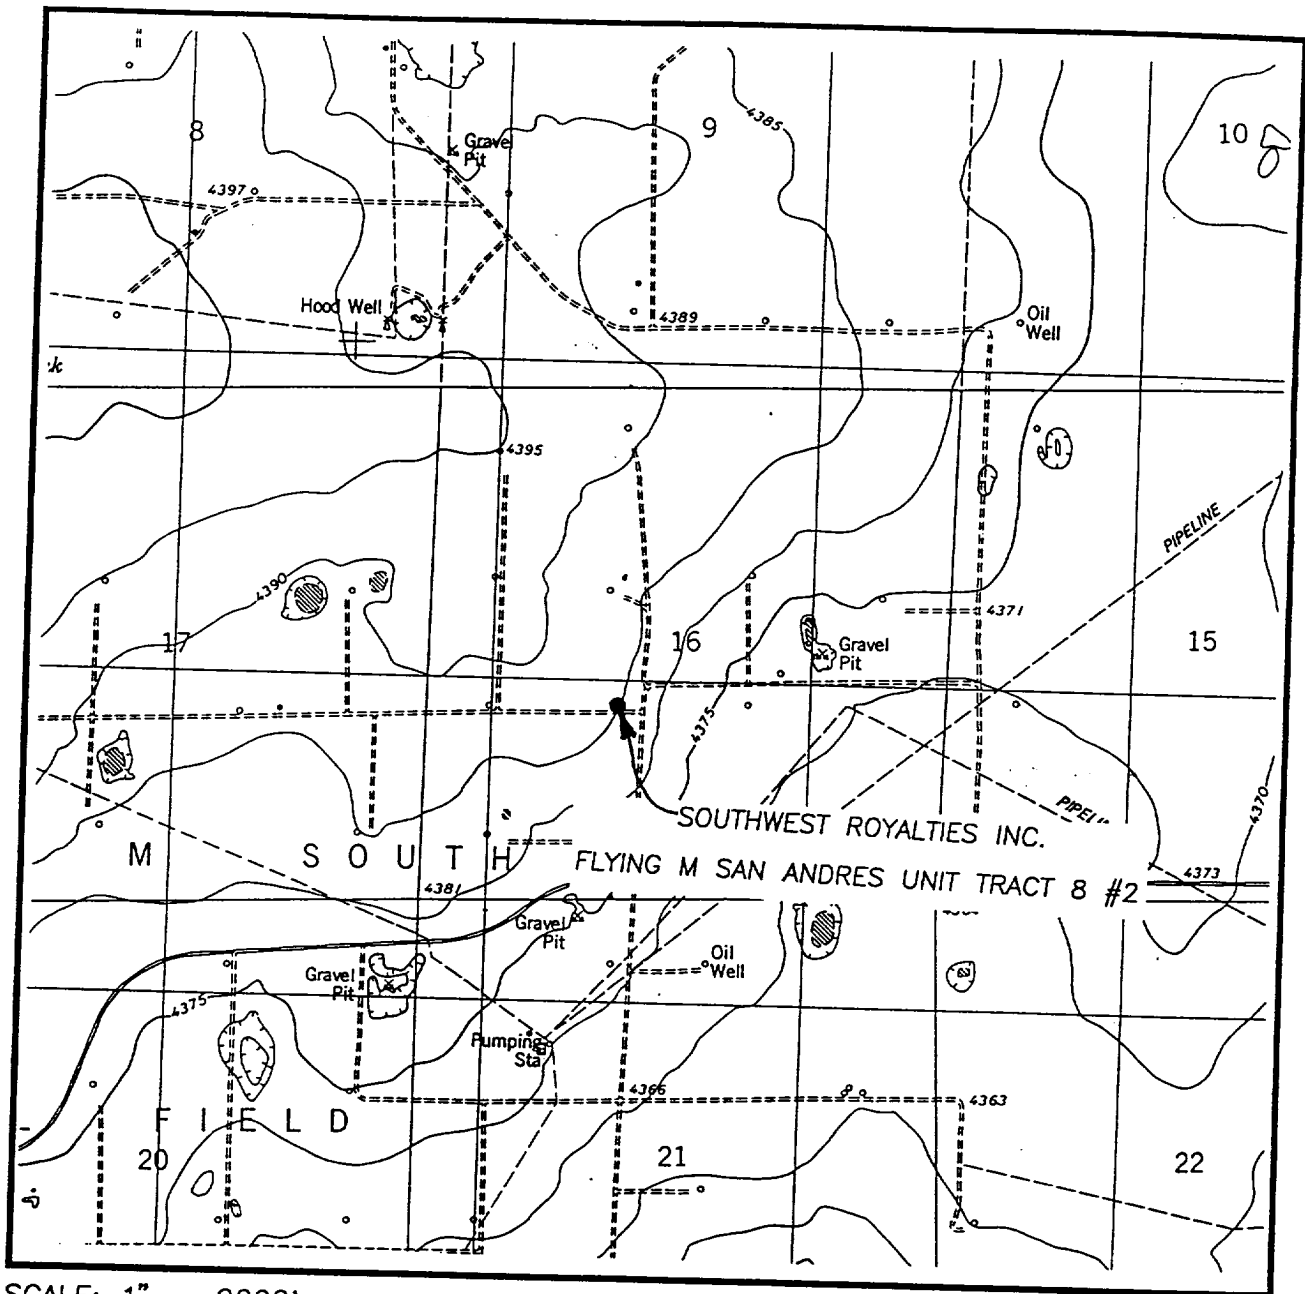 8
9
10
4385
Gravel
Pit
4397
Hood Well
4389
Oil
Well
4395
PIPELINE
4390
4371
17
16
15
Gravel
Pit
4375
4370
SOUTHWEST ROYALTIES INC.
M SOUTH
FLYING M SAN ANDRES UNIT TRACT 8 #2
4373
4381
Gravel
Pit
Oil
Well
Gravel
Pit
4375
Pumping
Sta
4366
4363
FIELD
20
21
22